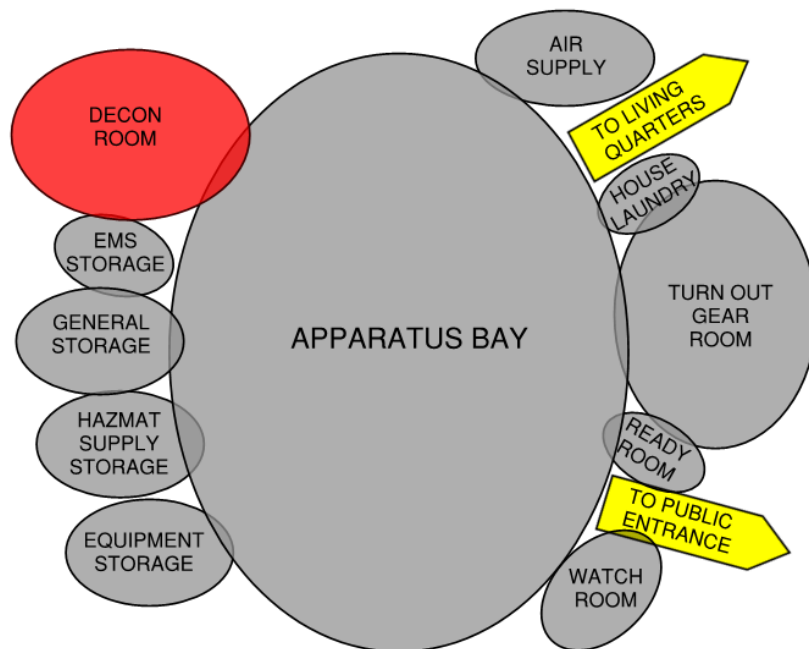 AIR
SUPPLY
TO LIVING
QUARTERS
DECON
ROOM
HOUSE
LAUNDRY
EMS
STORAGE
GENERAL
STORAGE
TURN OUT
GEAR
ROOM
APPARATUS BAY
HAZMAT
SUPPLY
STORAGE
READY
ROOM
TO PUBLIC
ENTRANCE
EQUIPMENT
STORAGE
WATCH
ROOM